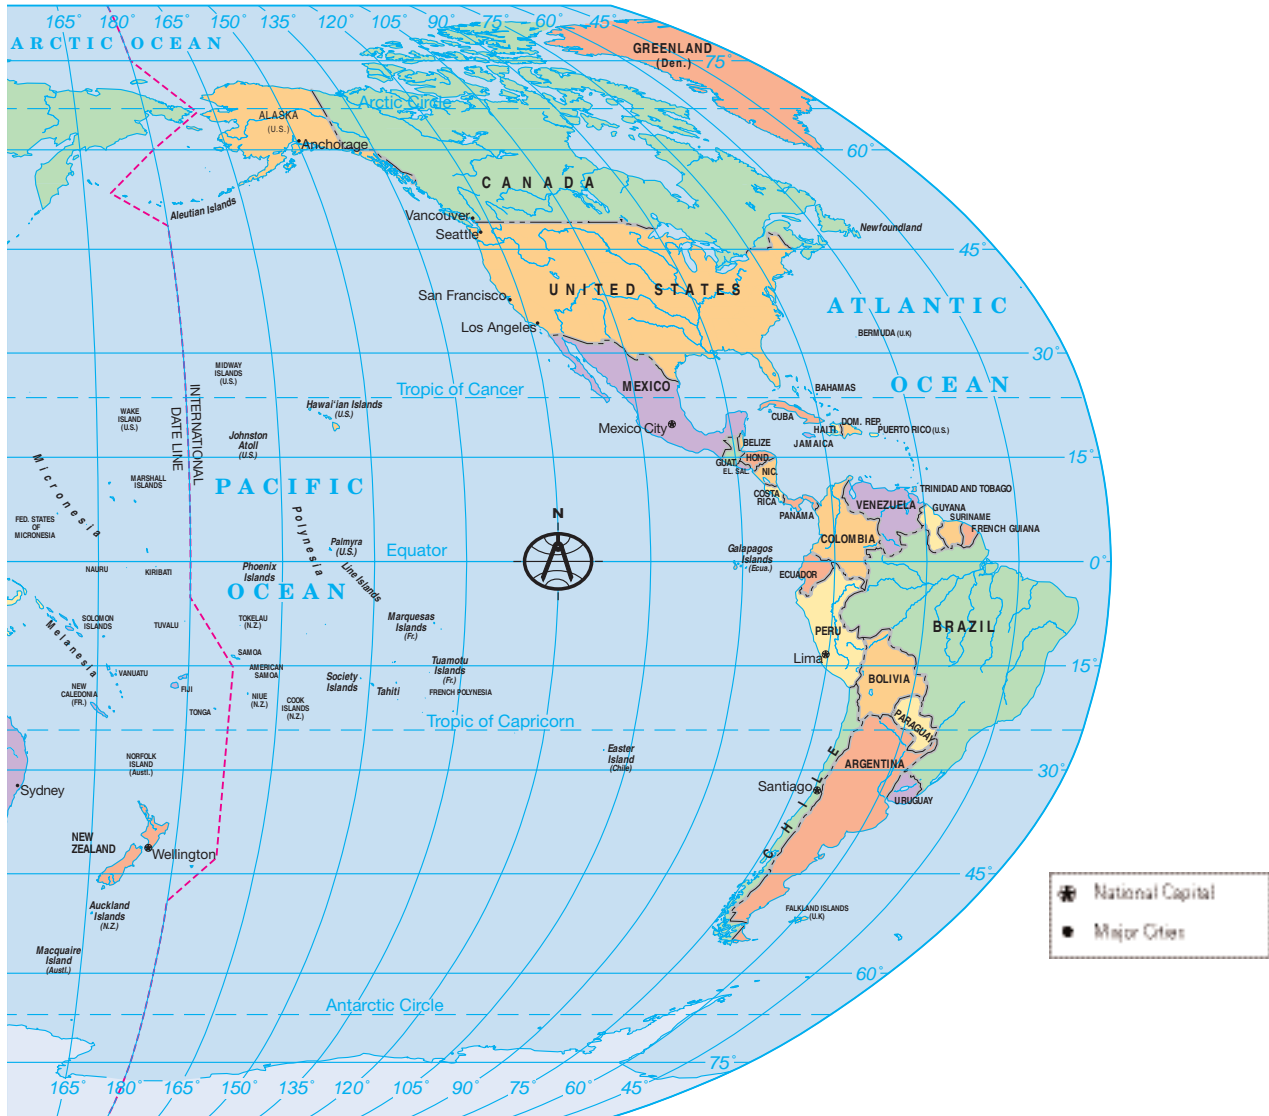 165° 180° 165° 150° 135° 120° 105° 90° 75° 60° 45°
ARCTIC OCEAN
GREENLAND
(Den.)
75°
Arctic Circle
ALASKA
(U.S.)
Anchorage
60°
CANADA
Aleutian Islands
Vancouver
Seattle
Newfoundland
45°
UNITED STATES
San Francisco
ATLANTIC
OCEAN
Los Angeles
BERMUDA (U.K)
30°
MIDWAY
ISLANDS
(U.S.)
Tropic of Cancer
MEXICO
BAHAMAS
INTERNATIONAL
DATE LINE
WAKE
ISLAND
(U.S.)
Hawai'ian Islands
(U.S.)
CUBA
DOM. REP.
HAITI
PUERTO RICO (U.S.)
Mexico City
JAMAICA
Johnston
Atoll
(U.S.)
BELIZE
15°
Micronesia
GUAT.
HOND.
EL. SAL.
NIC.
MARSHALL
ISLANDS
PACIFIC
OCEAN
COSTA
RICA
PANAMA
TRINIDAD AND TOBAGO
VENEZUELA
GUYANA
SURINAME
FRENCH GUIANA
FED. STATES
OF
MICRONESIA
Polynesia
N
COLOMBIA
Palmyra
(U.S.)
Equator
Galapagos
Islands
(Ecua.)
0°
NAURU
KIRIBATI
Phoenix
Islands
Line Islands
ECUADOR
SOLOMON
ISLANDS
TUVALU
TOKELAU
(N.Z.)
Marquesas
Islands
(Fr.)
PERU
BRAZIL
Melanesia
SAMOA
Lima
15°
VANUATU
AMERICAN
SAMOA
Tuamotu
Islands
(Fr.)
Society
Islands
Tahiti
FRENCH POLYNESIA
BOLIVIA
NEW
CALEDONIA
(FR.)
FIJI
NIUE
(N.Z.)
COOK
ISLANDS
(N.Z.)
TONGA
Tropic of Capricorn
PARAGUAY
NORFOLK
ISLAND
(Austl.)
Easter
Island
(Chile)
ARGENTINA
30°
Sydney
Santiago
CHILE
URUGUAY
NEW
ZEALAND
Wellington
45°
National Capital
Major Cities
Auckland
Islands
(N.Z.)
FALKLAND ISLANDS
(U.K)
Macquaire
Island
(Austl.)
60°
Antarctic Circle
75°
165° 180° 165° 150° 135° 120° 105° 90° 75° 60° 45°